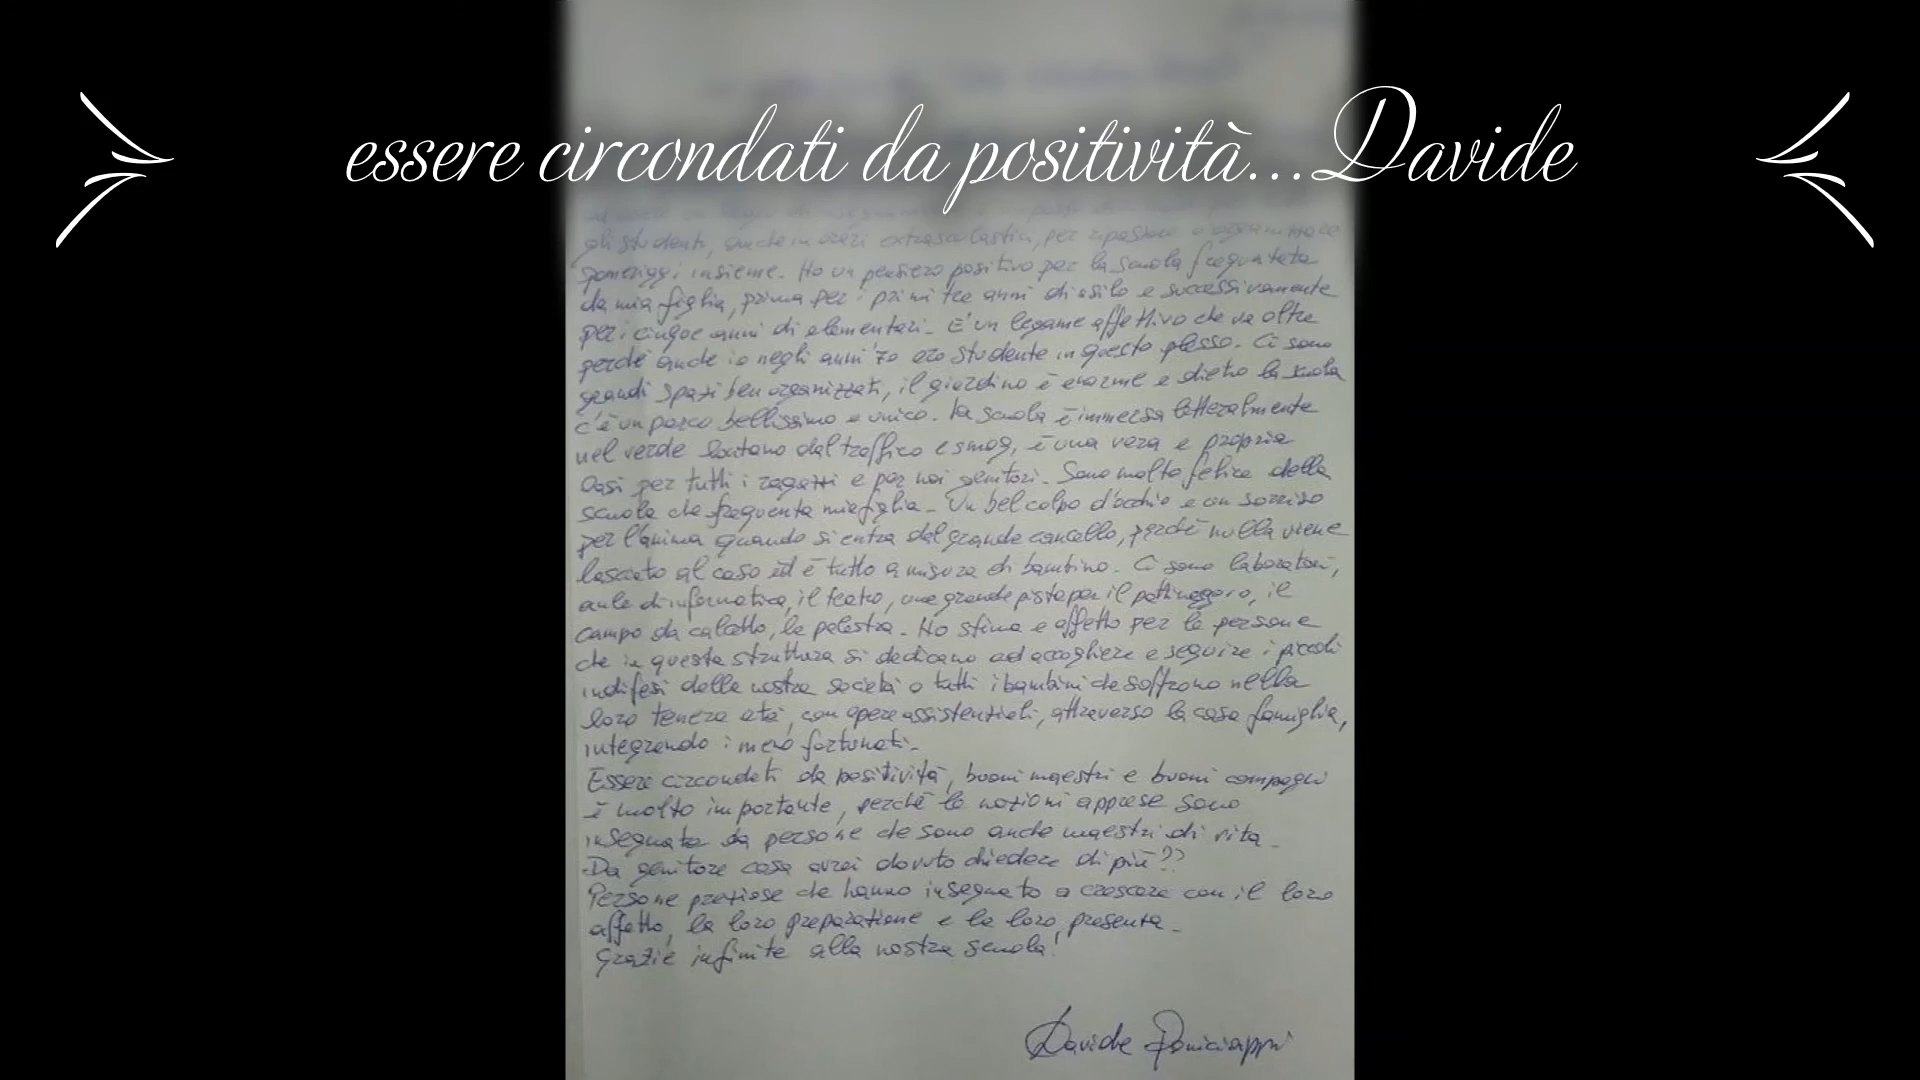 essere circondati da positività...Davide
gli studenti, anche in orari extrascolastici, per ripassare o organizzare
pomeriggi insieme. Ho un pensiero positivo per la scuola frequentata
da mia figlia, prima per i primi tre anni di asilo e successivamente
per i cinque anni di elementari. E' un legame affettivo che va oltre
perchè anche io negli anni '70 ero studente in questo plesso. Ci sono
grandi spazi ben organizzati, il giardino è enorme e dietro la scuola
c'è un parco bellissimo e unico. La scuola è immersa letteralmente
nel verde lontano dal traffico e smog, è una vera e propria
oasi per tutti i ragazzi e per noi genitori. Sono molto felice della
scuola che frequenta mia figlia. Un bel colpo d'occhio e un sorriso
per l'anima quando si entra dal grande cancello, perchè nulla viene
lasciato al caso ed è tutto a misura di bambino. Ci sono laboratori,
aule di informatica, il teatro, una grande pista per il pattinaggio, il
campo da calcetto, la palestra. Ho stima e affetto per le persone
che in questa struttura si dedicano ad accogliere e seguire i piccoli
indifesi della nostra società o tutti i bambini che soffrono nella
loro tenera età, con opere assistenziali, attraverso la casa famiglia,
integrando i meno fortunati.
Essere circondati da positività, buoni maestri e buoni compagni
è molto importante, perchè le nozioni apprese sono
insegnate da persone che sono anche maestri di vita.
Da genitore cosa avrei dovuto chiedere di più??
Persone preziose che hanno insegnato a crescere con il loro
affetto, la loro preparazione e la loro presenza.
Grazie infinite alla nostra scuola!
Davide